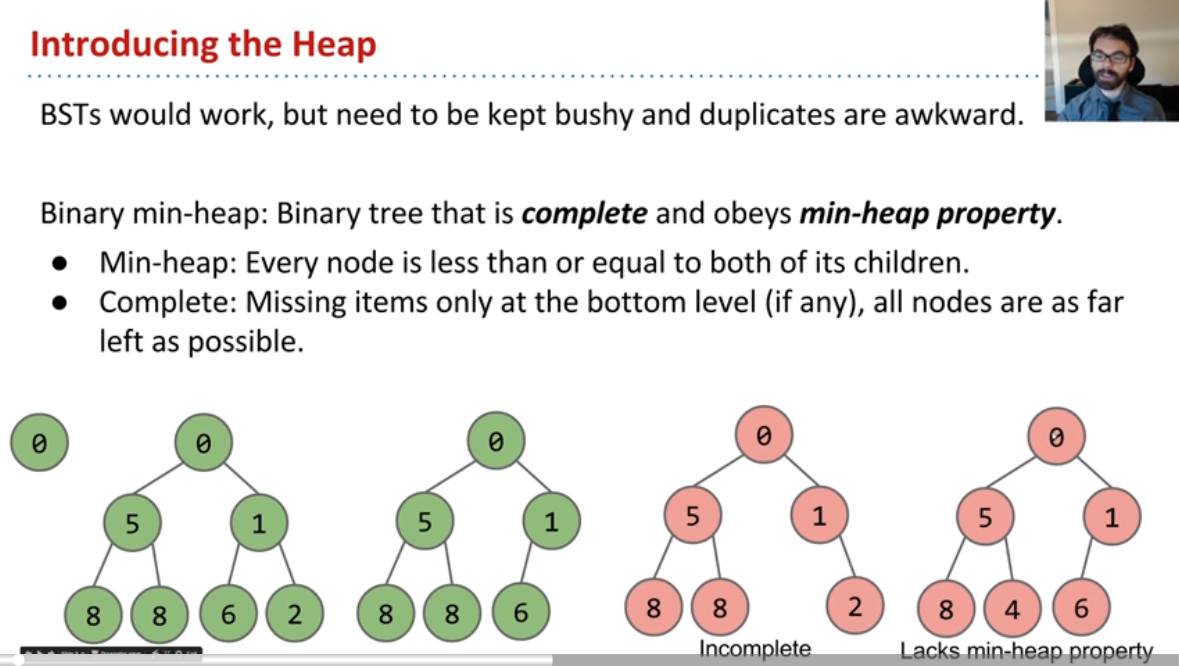 Introducing the Heap
BSTs would work, but need to be kept bushy and duplicates are awkward.
Binary min-heap: Binary tree that is complete and obeys min-heap property.
● Min-heap: Every node is less than or equal to both of its children.
● Complete: Missing items only at the bottom level (if any), all nodes are as far
left as possible.
0 0 0 0 0
5 1 5 1 5 1 5 1
8 8 6 2 8 8 6 8 8 2 8 4 6
Incomplete Lacks min-heap property